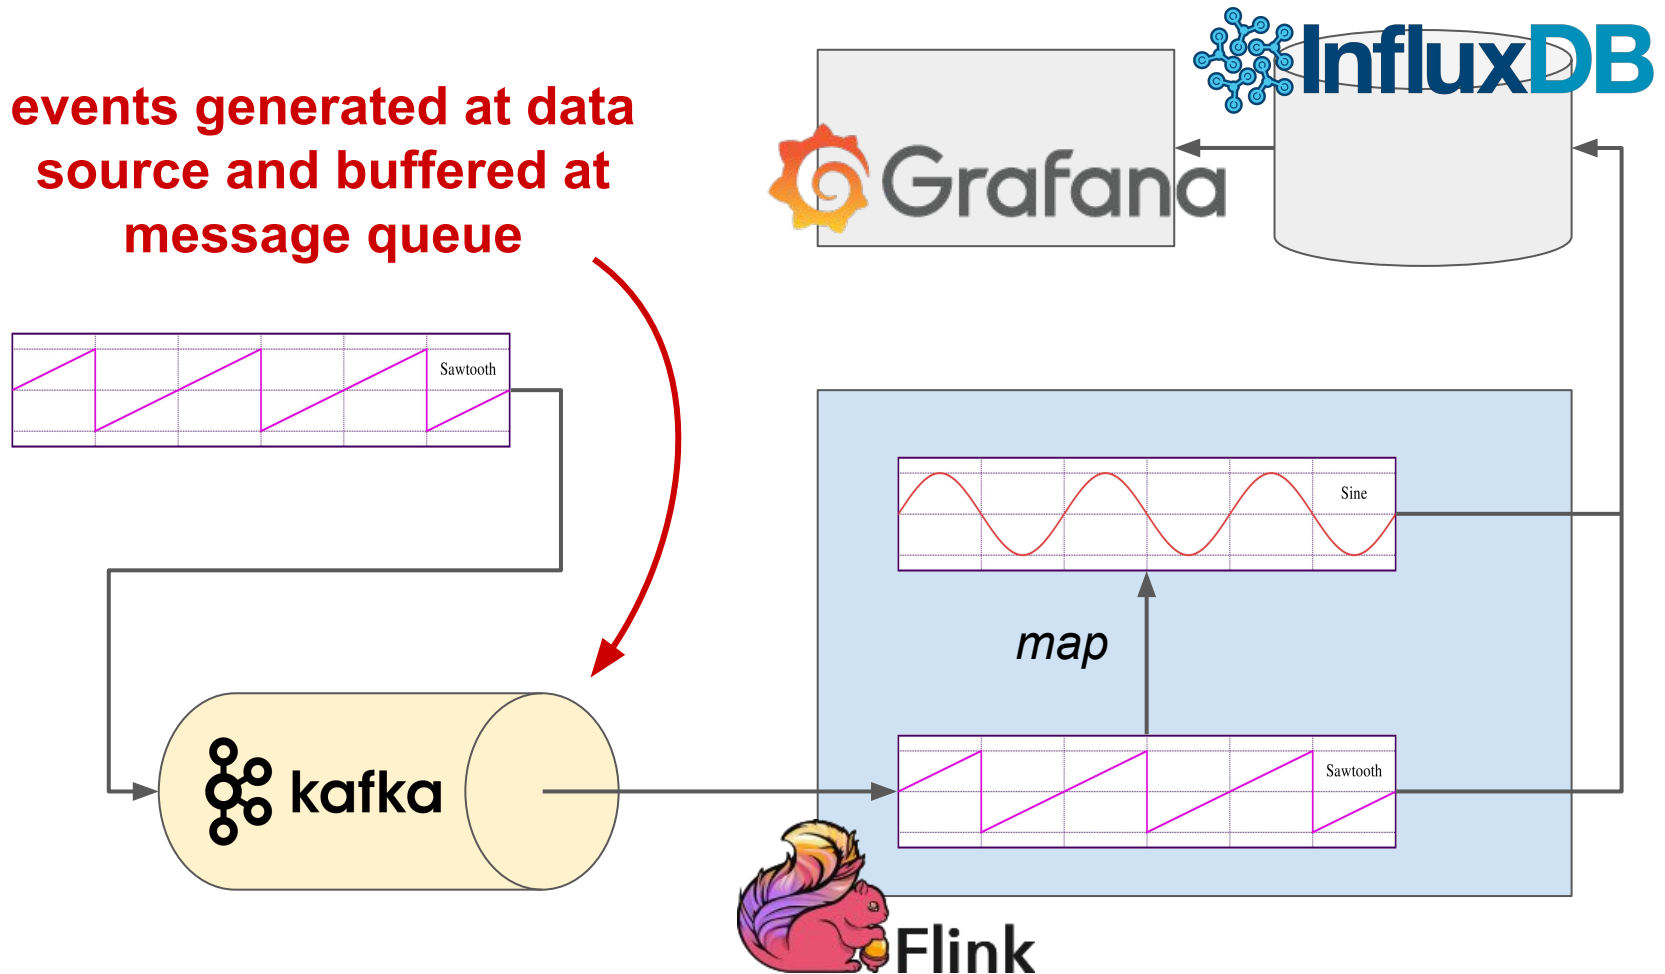 events generated at data
source and buffered at
message queue
InfluxDB
Grafana
Sawtooth
Sine
map
kafka
Sawtooth
Flink